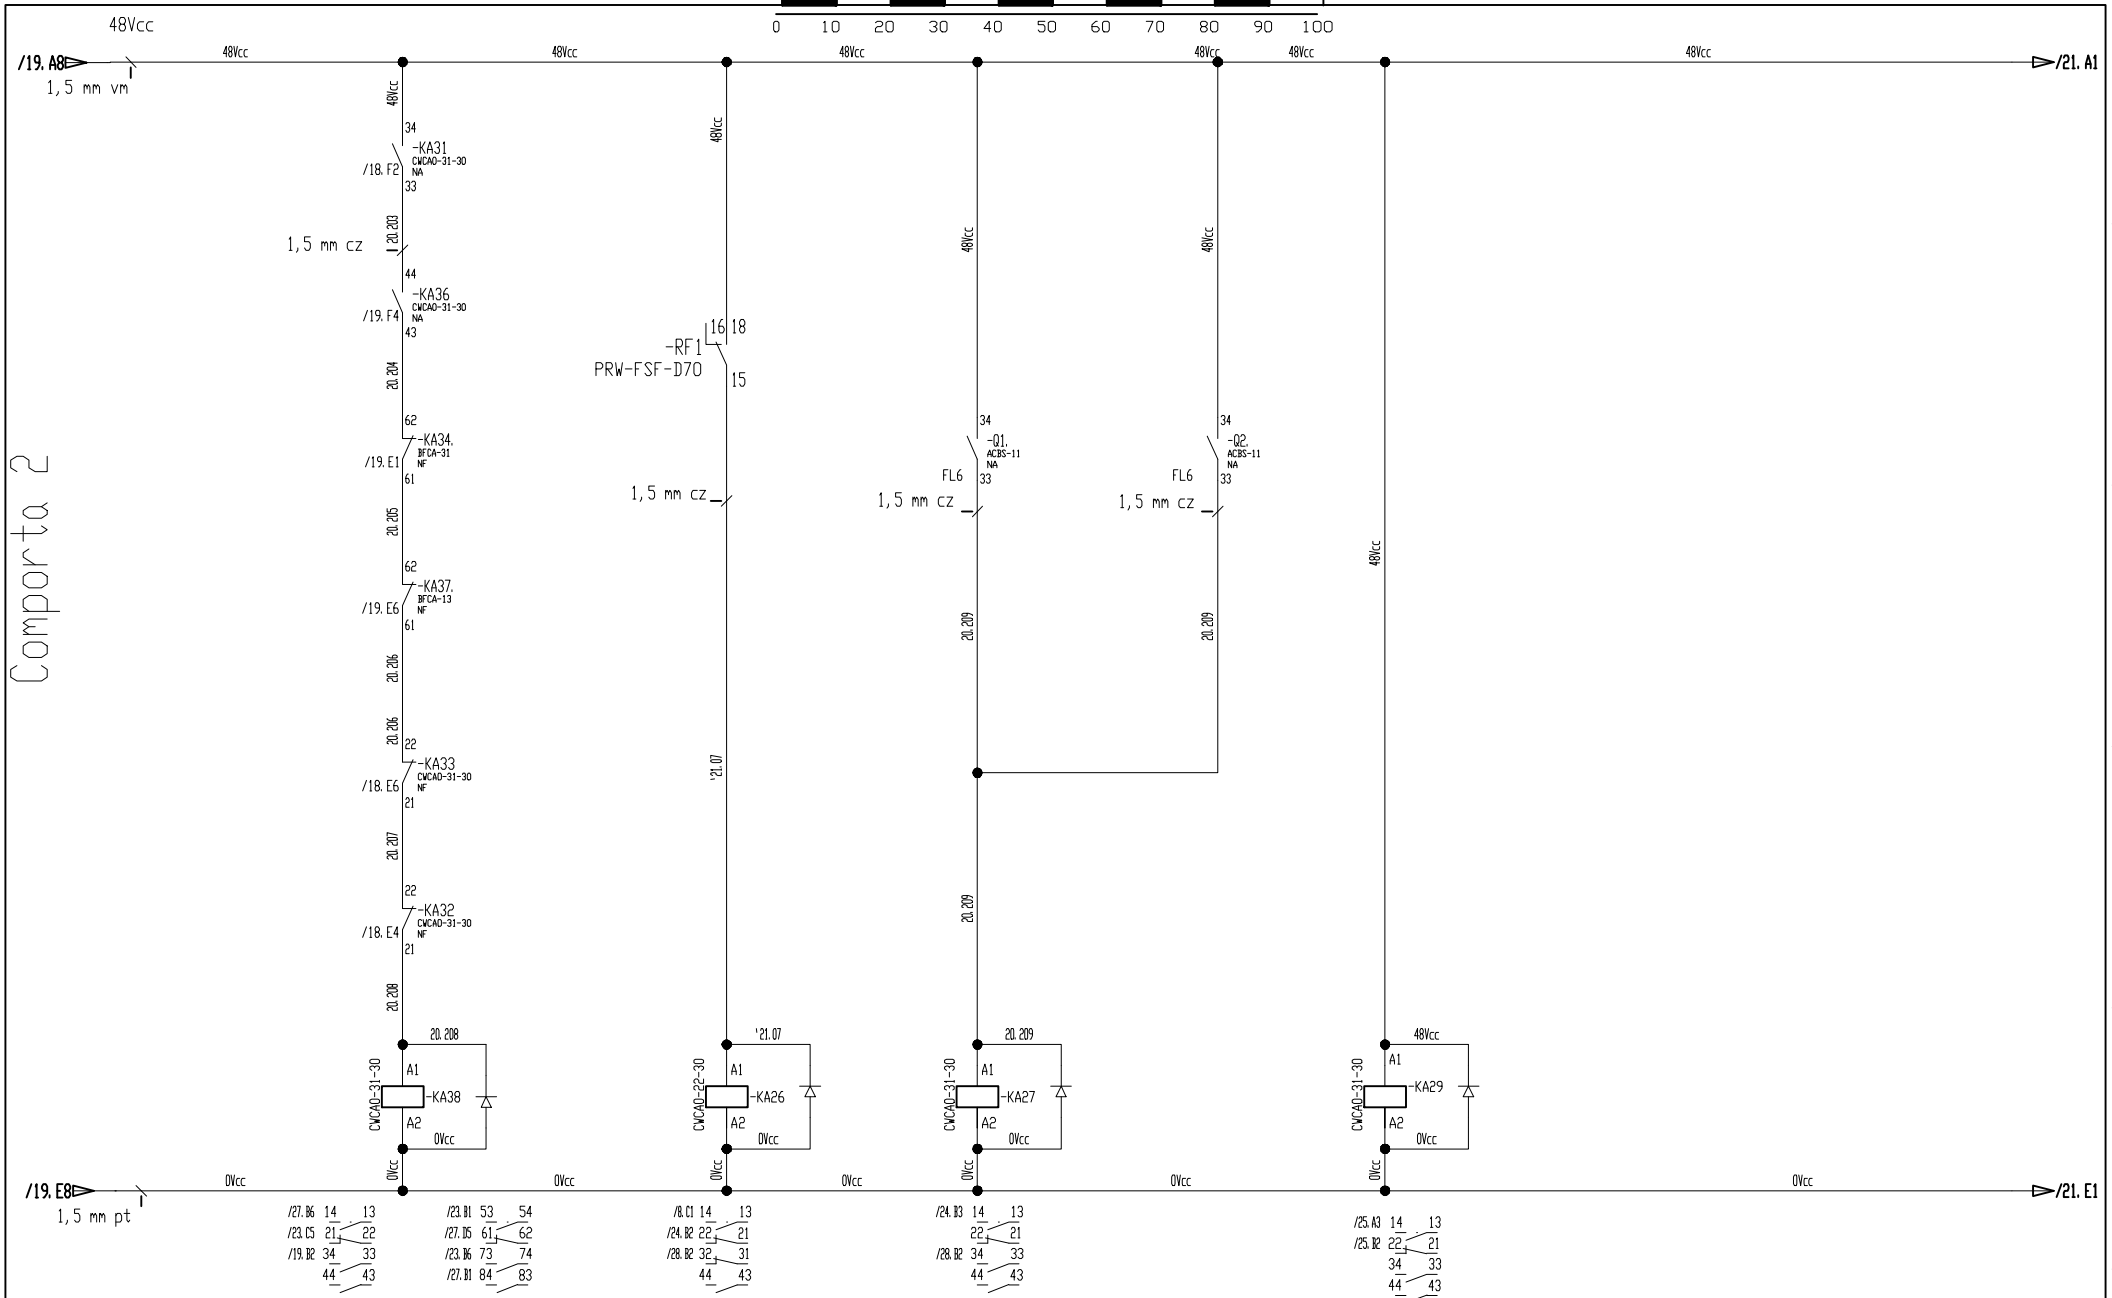 48Vcc
0 10 20 30 40 50 60 70 80 90 100
/19. A8
48Vcc 48Vcc 48Vcc 48Vcc 48Vcc 48Vcc
/21. A1
1,5 mm vm
Comporta 2
48Vcc
34
-KA31
CWCA0-31-30
NA
/18. F2
33
20.203
1,5 mm cz
44
-KA36
CWCA0-31-30
NA
/19. F4
43
20.204
62
-KA34.
BFCA-31
NF
/19. E1
61
20.205
62
-KA37.
BFCA-13
NF
/19. E6
61
20.206
20.206
22
-KA33
CWCA0-31-30
NF
/18. E6
21
20.207
22
-KA32
CWCA0-31-30
NF
/18. E4
21
20.208
20.208
CWCA0-31-30
A1
-KA38
A2
0Vcc
0Vcc
48Vcc
16 18
-RF1
PRW-FSF-D70
15
1,5 mm cz
'21.07
'21.07
CWCA0-22-30
A1
-KA26
A2
0Vcc
0Vcc
48Vcc
34
-Q1.
ACBS-11
NA
FL6
33
1,5 mm cz
20.209
20.209
20.209
CWCA0-31-30
A1
-KA27
A2
0Vcc
0Vcc
48Vcc
34
-Q2.
ACBS-11
NA
FL6
33
1,5 mm cz
20.209
48Vcc
48Vcc
CWCA0-31-30
A1
-KA29
A2
0Vcc
0Vcc
/19. E8
0Vcc 0Vcc 0Vcc 0Vcc 0Vcc
/21. E1
1,5 mm pt
/27. B6 14 13
/23. C5 21 22
/19. B2 34 33
44 43
/23. B1 53 54
/27. D5 61 62
/23. B6 73 74
/27. B1 84 83
/8. C1 14 13
/24. B2 22 21
/28. B2 32 31
44 43
/24. B3 14 13
22 21
/28. B2 34 33
44 43
/25. A3 14 13
/25. B2 22 21
34 33
44 43